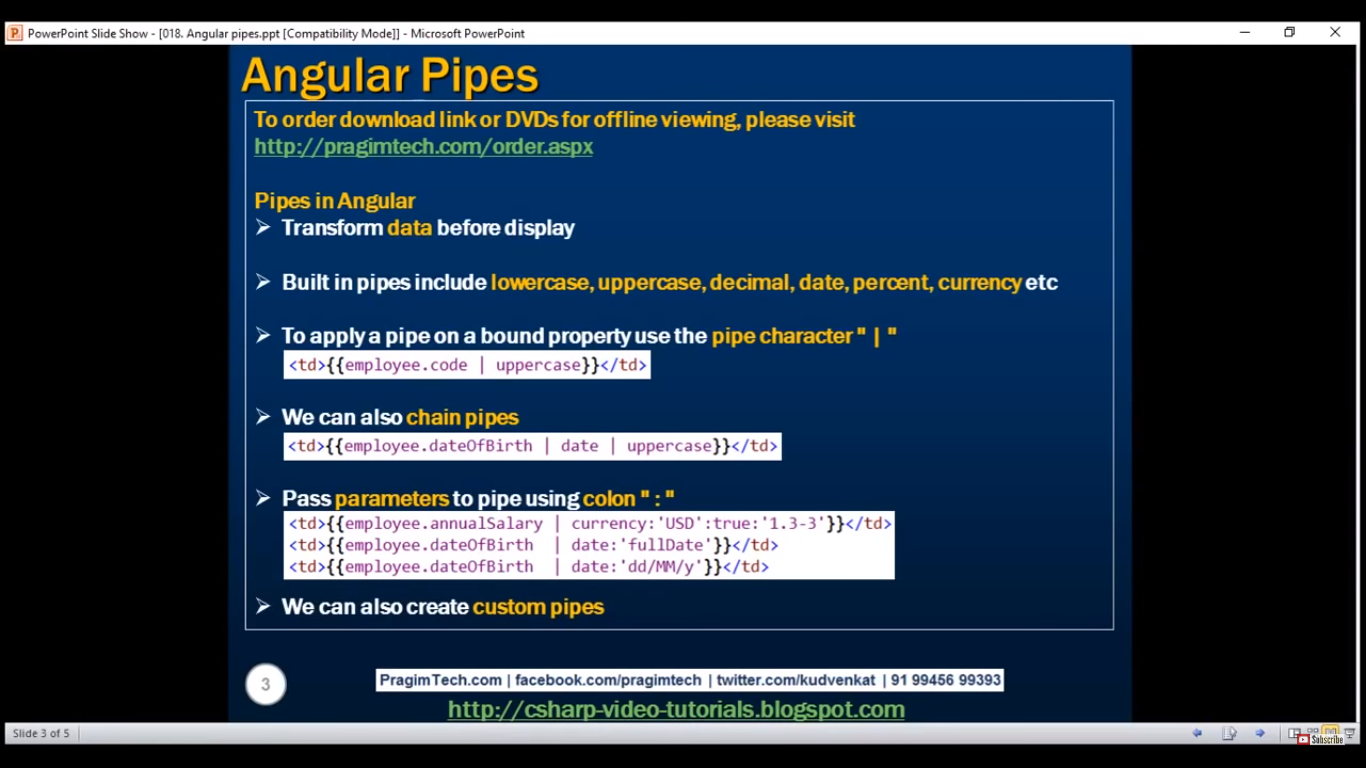 PowerPoint Slide Show - [018. Angular pipes.ppt [Compatibility Mode]] - Microsoft PowerPoint
Angular Pipes
To order download link or DVDs for offline viewing, please visit
http://pragimtech.com/order.aspx
Pipes in Angular
Transform data before display
Built in pipes include lowercase, uppercase, decimal, date, percent, currency etc
To apply a pipe on a bound property use the pipe character " | "
<td>{{employee.code | uppercase}}</td>
We can also chain pipes
<td>{{employee.dateOfBirth | date | uppercase}}</td>
Pass parameters to pipe using colon " : "
<td>{{employee.annualSalary | currency:'USD':true:'1.3-3'}}</td>
<td>{{employee.dateOfBirth  | date:'fullDate'}}</td>
<td>{{employee.dateOfBirth  | date:'dd/MM/y'}}</td>
We can also create custom pipes
3
PragimTech.com | facebook.com/pragimtech | twitter.com/kudvenkat | 91 99456 99393
http://csharp-video-tutorials.blogspot.com
Slide 3 of 5
Subscribe